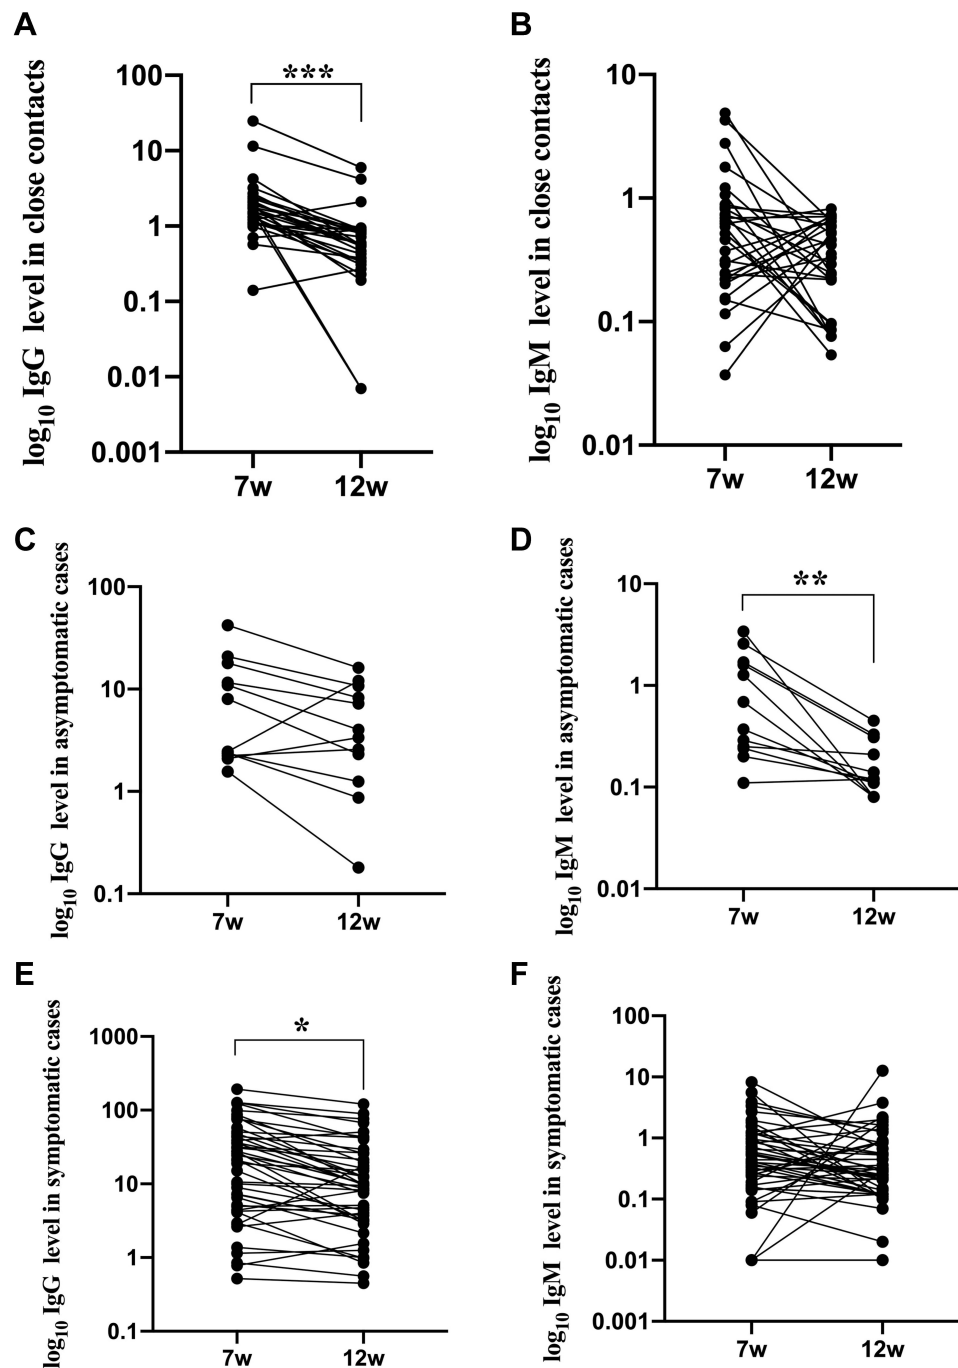 A
log10 IgG level in close contacts
100
10
1
0.1
0.01
0.001
***
7w
12w
B
log10 IgM level in close contacts
10
1
0.1
0.01
7w
12w
C
log10 IgG level in asymptomatic cases
100
10
1
0.1
7w
12w
D
log10 IgM level in asymptomatic cases
10
1
0.1
0.01
**
7w
12w
E
log10 IgG level in symptomatic cases
1000
100
10
1
0.1
*
7w
12w
F
log10 IgM level in symptomatic cases
100
10
1
0.1
0.01
0.001
7w
12w